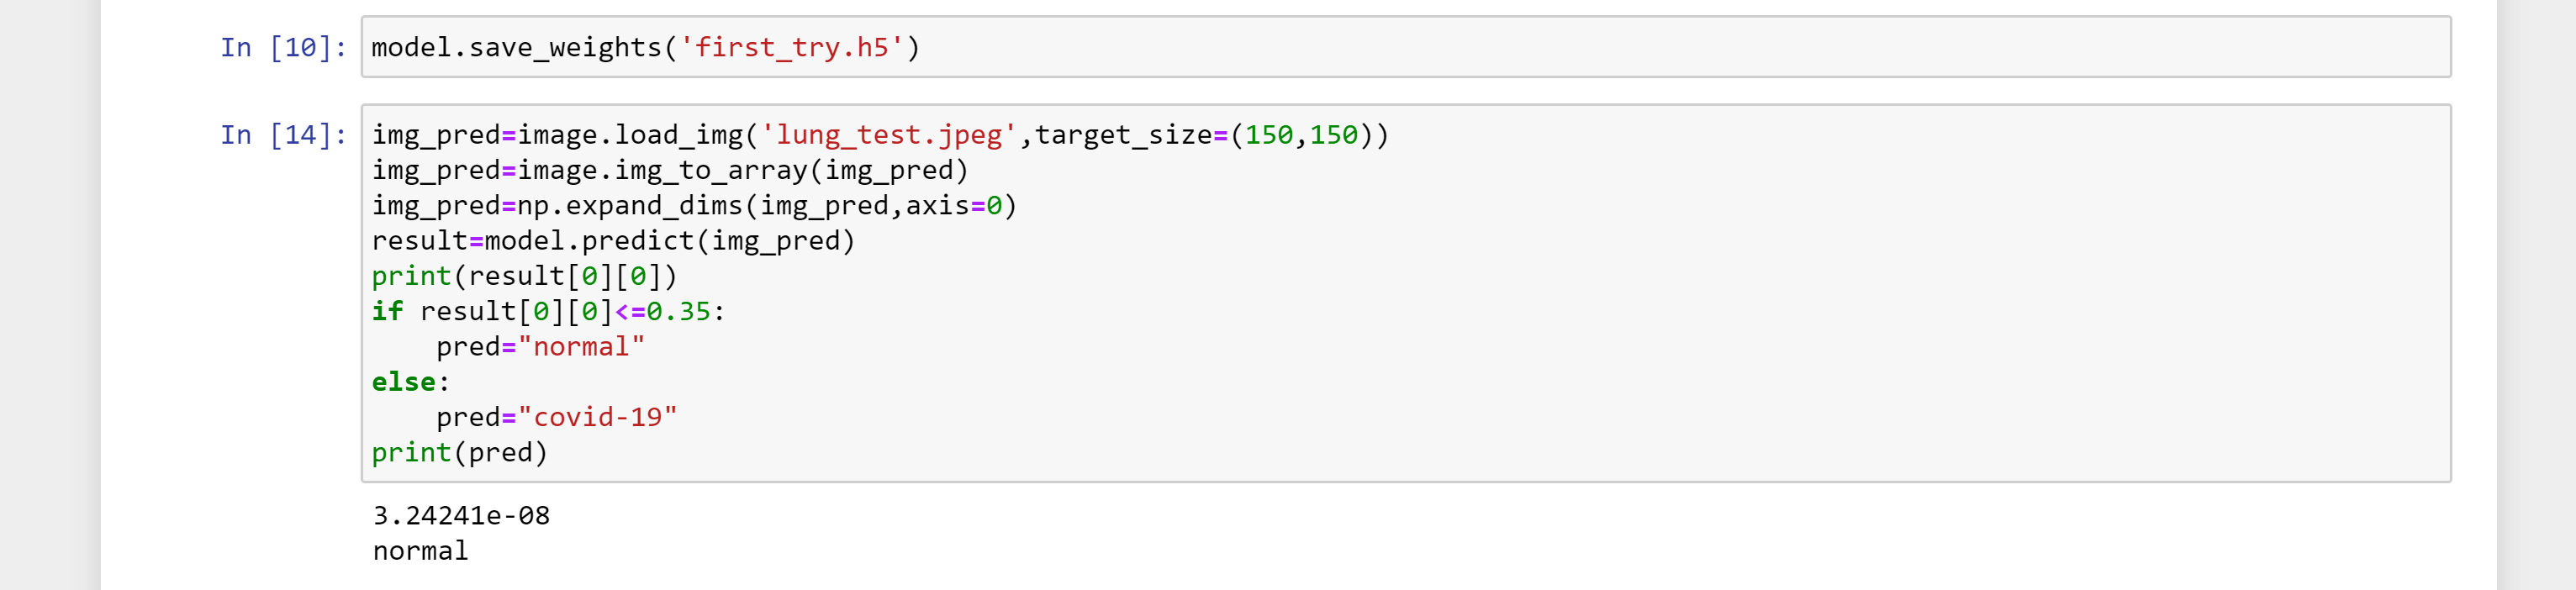 In [10]: model.save_weights('first_try.h5')
In [14]: img_pred=image.load_img('lung_test.jpeg',target_size=(150,150))
img_pred=image.img_to_array(img_pred)
img_pred=np.expand_dims(img_pred,axis=0)
result=model.predict(img_pred)
print(result[0][0])
if result[0][0]<=0.35:
    pred="normal"
else:
    pred="covid-19"
print(pred)
3.24241e-08
normal